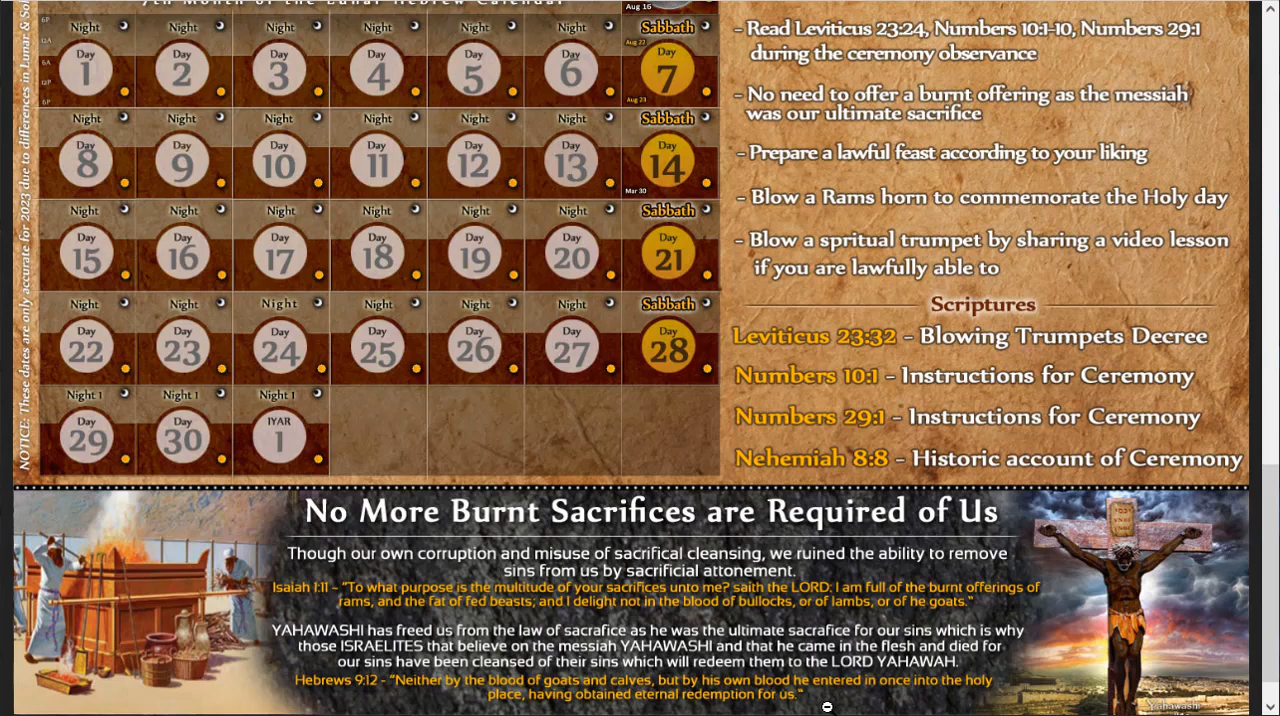 7th Month of the Lunar Hebrew Calendar
Aug 16
6P
12A
6A
12P
6P
Night Night Night Night Night Night Sabbath
Aug 22
Day 1 Day 2 Day 3 Day 4 Day 5 Day 6 Day 7
Aug 23
Night Night Night Night Night Night Sabbath
Day 8 Day 9 Day 10 Day 11 Day 12 Day 13 Day 14
Mar 30
Night Night Night Night Night Night Sabbath
Day 15 Day 16 Day 17 Day 18 Day 19 Day 20 Day 21
Night Night Night Night Night Night Sabbath
Day 22 Day 23 Day 24 Day 25 Day 26 Day 27 Day 28
Night 1 Night 1 Night 1
Day 29 Day 30 IYAR 1
NOTICE: These dates are only accurate for 2023 due to differences in Lunar & Sol
- Read Leviticus 23:24, Numbers 10:1-10, Numbers 29:1
during the ceremony observance
- No need to offer a burnt offering as the messiah
was our ultimate sacrifice
- Prepare a lawful feast according to your liking
- Blow a Rams horn to commemorate the Holy day
- Blow a spritual trumpet by sharing a video lesson
if you are lawfully able to
Scriptures
Leviticus 23:32 - Blowing Trumpets Decree
Numbers 10:1 - Instructions for Ceremony
Numbers 29:1 - Instructions for Ceremony
Nehemiah 8:8 - Historic account of Ceremony
No More Burnt Sacrifices are Required of Us
Though our own corruption and misuse of sacrifical cleansing, we ruined the ability to remove
sins from us by sacrificial attonement.
Isaiah 1:11 - "To what purpose is the multitude of your sacrifices unto me? saith the LORD: I am full of the burnt offerings of
rams, and the fat of fed beasts; and I delight not in the blood of bullocks, or of lambs, or of he goats."
YAHAWASHI has freed us from the law of sacrafice as he was the ultimate sacrafice for our sins which is why
those ISRAELITES that believe on the messiah YAHAWASHI and that he came in the flesh and died for
our sins have been cleansed of their sins which will redeem them to the LORD YAHAWAH.
Hebrews 9:12 - "Neither by the blood of goats and calves, but by his own blood he entered in once into the holy
place, having obtained eternal redemption for us."
Yahawashi